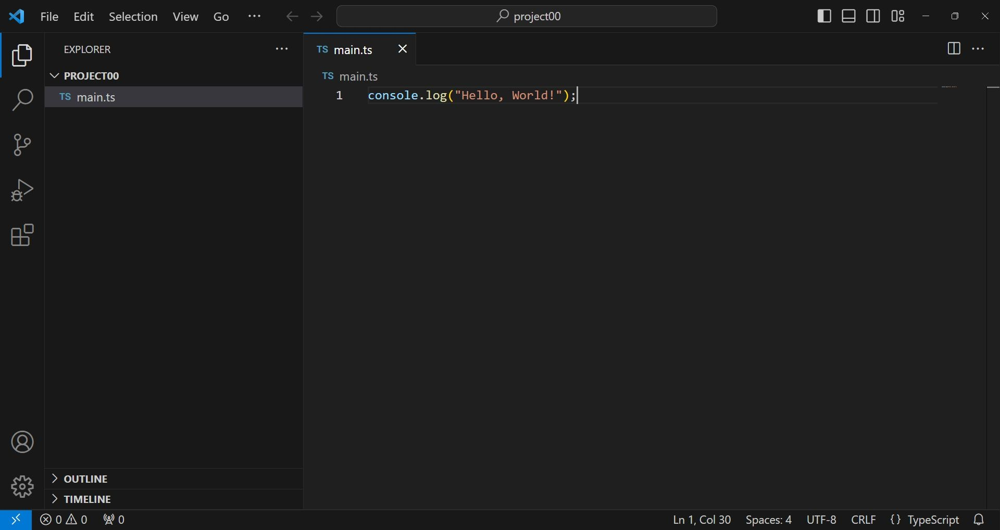 File Edit Selection View Go ··· project00
EXPLORER ···
PROJECT00
TS main.ts
OUTLINE
TIMELINE
TS main.ts
TS main.ts
1 console.log("Hello, World!");
0 0 0
Ln 1, Col 30 Spaces: 4 UTF-8 CRLF {} TypeScript